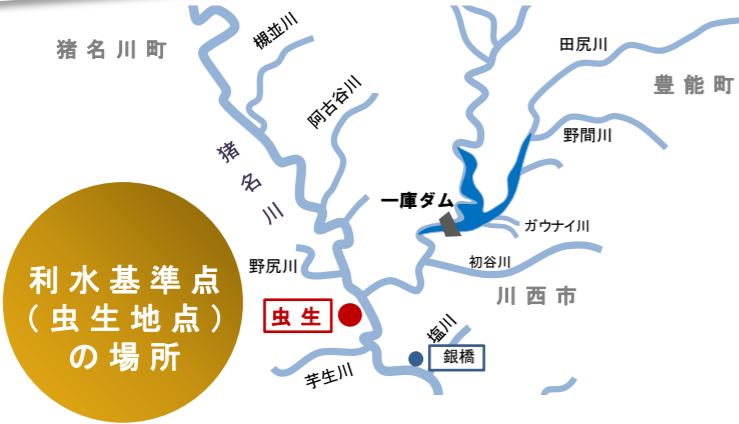 猪名川町
槻並川
田尻川
豊能町
阿古谷川
野間川
猪名川
一庫ダム
ガウナイ川
野尻川
初谷川
川西市
利水基準点
(虫生地点)
の場所
虫生
塩川
銀橋
芋生川